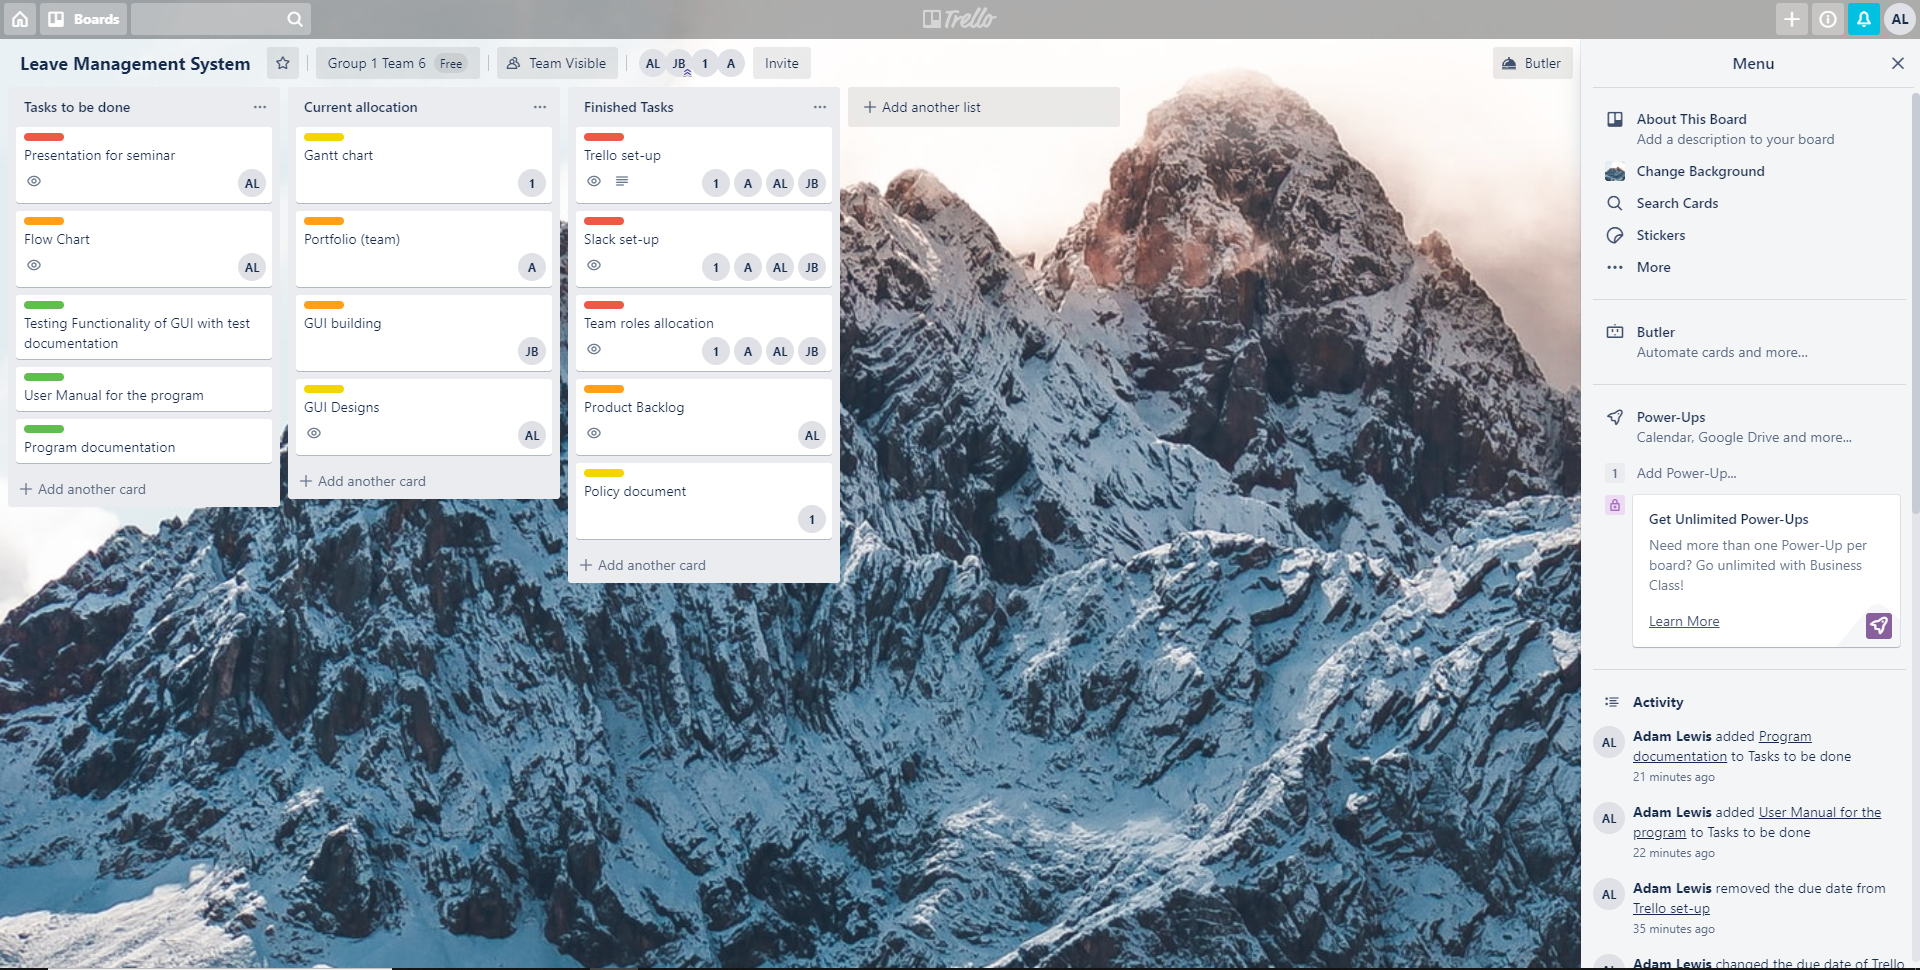 Boards
Trello
AL
Leave Management System
Group 1 Team 6 Free
Team Visible
AL JB 1 A
Invite
Butler
Tasks to be done
Presentation for seminar
AL
Flow Chart
AL
Testing Functionality of GUI with test
documentation
User Manual for the program
Program documentation
+ Add another card
Current allocation
Gantt chart
1
Portfolio (team)
A
GUI building
JB
GUI Designs
AL
+ Add another card
Finished Tasks
Trello set-up
1 A AL JB
Slack set-up
1 A AL JB
Team roles allocation
1 A AL JB
Product Backlog
AL
Policy document
1
+ Add another card
+ Add another list
Menu
About This Board
Add a description to your board
Change Background
Search Cards
Stickers
More
Butler
Automate cards and more...
Power-Ups
Calendar, Google Drive and more...
1 Add Power-Up...
Get Unlimited Power-Ups
Need more than one Power-Up per
board? Go unlimited with Business
Class!
Learn More
Activity
AL Adam Lewis added Program
documentation to Tasks to be done
21 minutes ago
AL Adam Lewis added User Manual for the
program to Tasks to be done
22 minutes ago
AL Adam Lewis removed the due date from
Trello set-up
35 minutes ago
Adam Lewis changed the due date of Trello